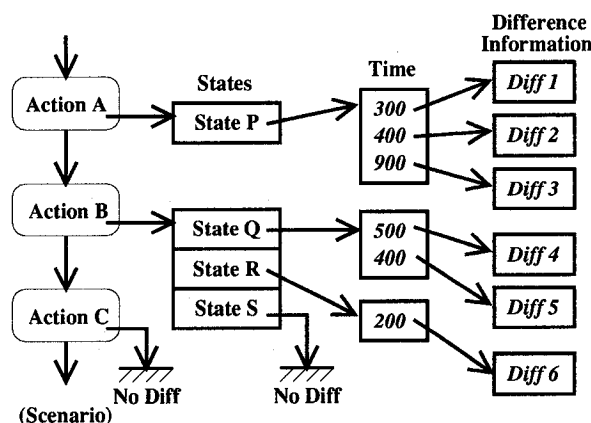 Difference
Information
States
Time
Action A
State P
300
400
900
Diff 1
Diff 2
Diff 3
Action B
State Q
State R
State S
500
400
200
Diff 4
Diff 5
Diff 6
Action C
No Diff
No Diff
(Scenario)